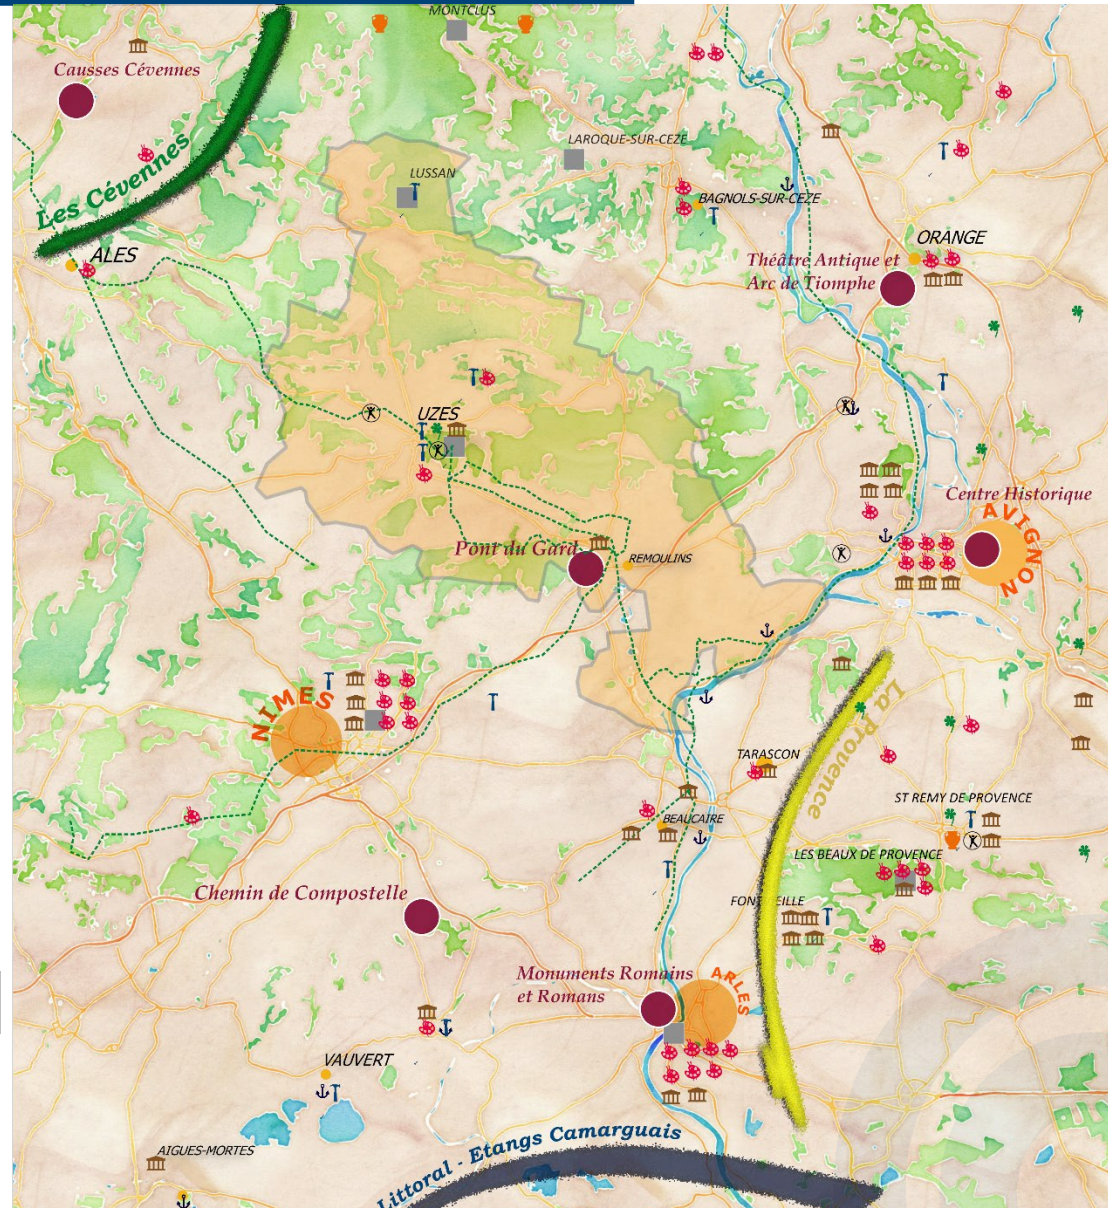 MONTCLUS
Causses Cévennes
LAROQUE-SUR-CEZE
Les Cévennes
LUSSAN
BAGNOLS-SUR-CEZE
ALES
ORANGE
Théâtre Antique et
Arc de Tiomphe
UZES
Centre Historique
AVIGNON
Pont du Gard
REMOULINS
NIMES
La Provence
TARASCON
ST REMY DE PROVENCE
BEAUCAIRE
LES BEAUX DE PROVENCE
Chemin de Compostelle
FONTVEILLE
Monuments Romains
et Romans
ARLES
VAUVERT
Littoral - Etangs Camarguais
AIGUES-MORTES